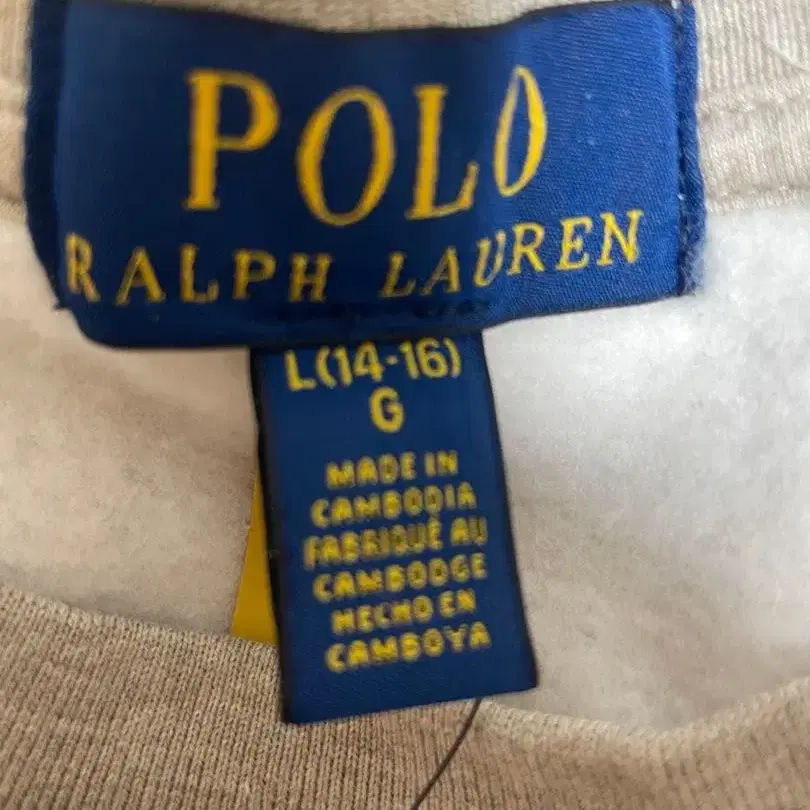 POLO
RALPH LAUREN
L(14-16)
G
MADE IN
CAMBODIA
FABRIQUÉ AU
CAMBODGE
HECHO EN
CAMBOYA